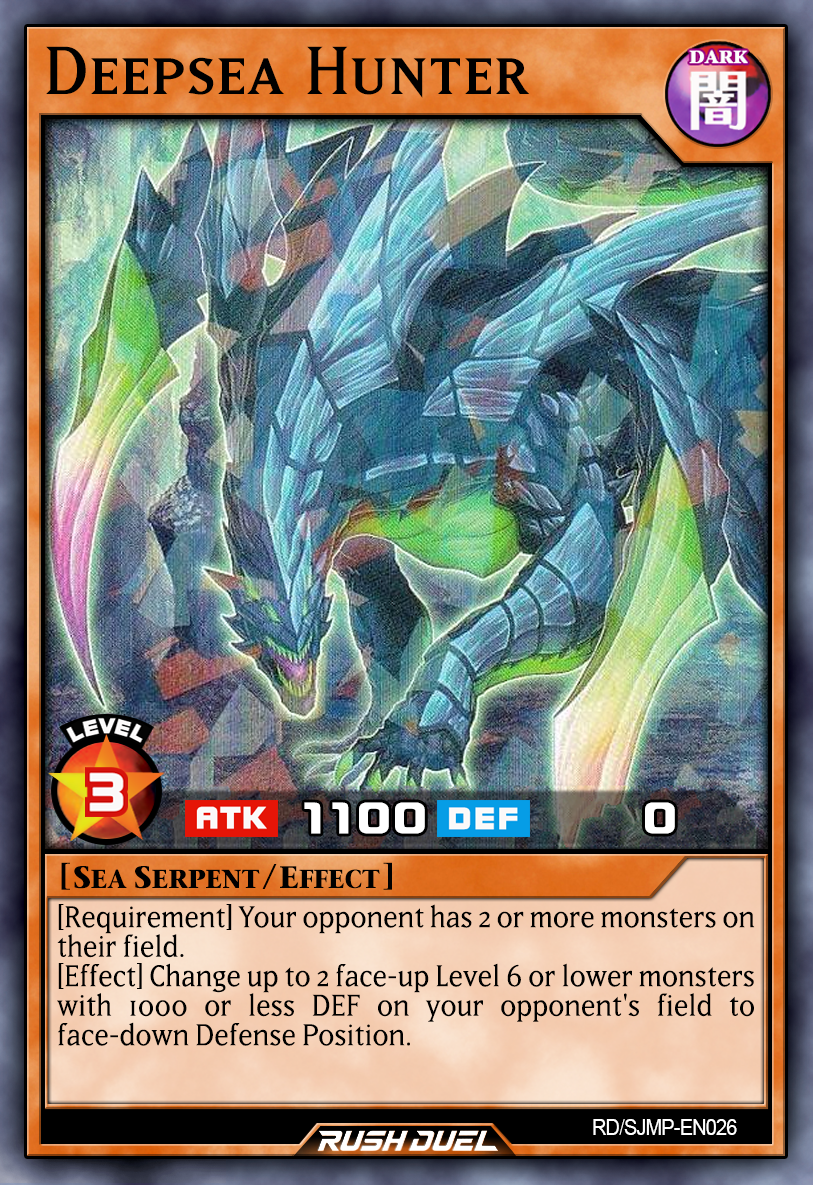 Deepsea Hunter
DARK
闇
LEVEL
3
ATK 1100 DEF 0
[Sea Serpent/Effect]
[Requirement] Your opponent has 2 or more monsters on
their field.
[Effect] Change up to 2 face-up Level 6 or lower monsters
with 1000 or less DEF on your opponent's field to
face-down Defense Position.
RUSH DUEL
RD/SJMP-EN026